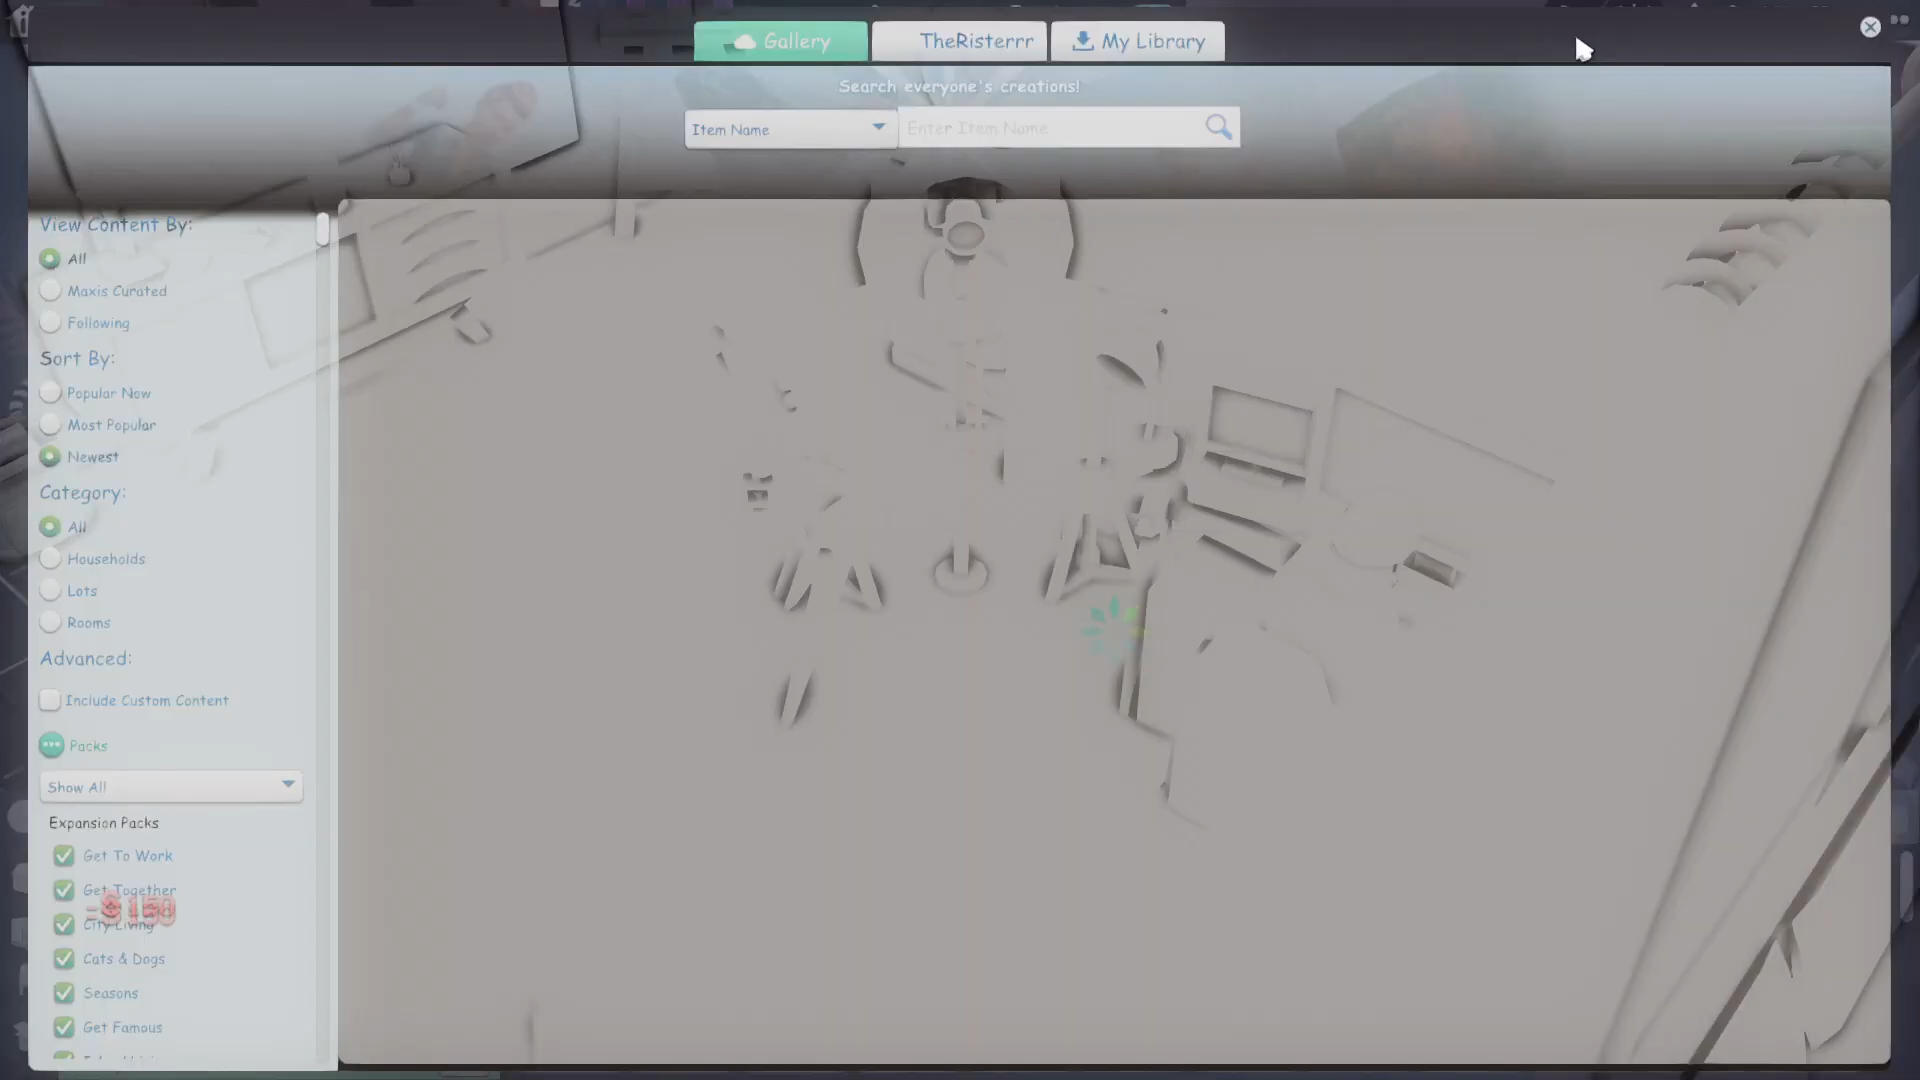 Gallery
TheRisterrr
My Library
Search everyone's creations!
Item Name
Enter Item Name
View Content By:
All
Maxis Curated
Following
Sort By:
Popular Now
Most Popular
Newest
Category:
All
Households
Lots
Rooms
Advanced:
Include Custom Content
Packs
Show All
Expansion Packs
Get To Work
Get Together
-$150
City Living
Cats & Dogs
Seasons
Get Famous